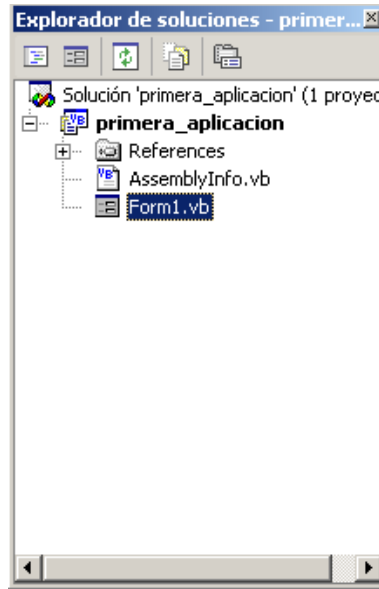 Explorador de soluciones - primer...
Solución 'primera_aplicacion' (1 proyec
primera_aplicacion
References
AssemblyInfo.vb
Form1.vb